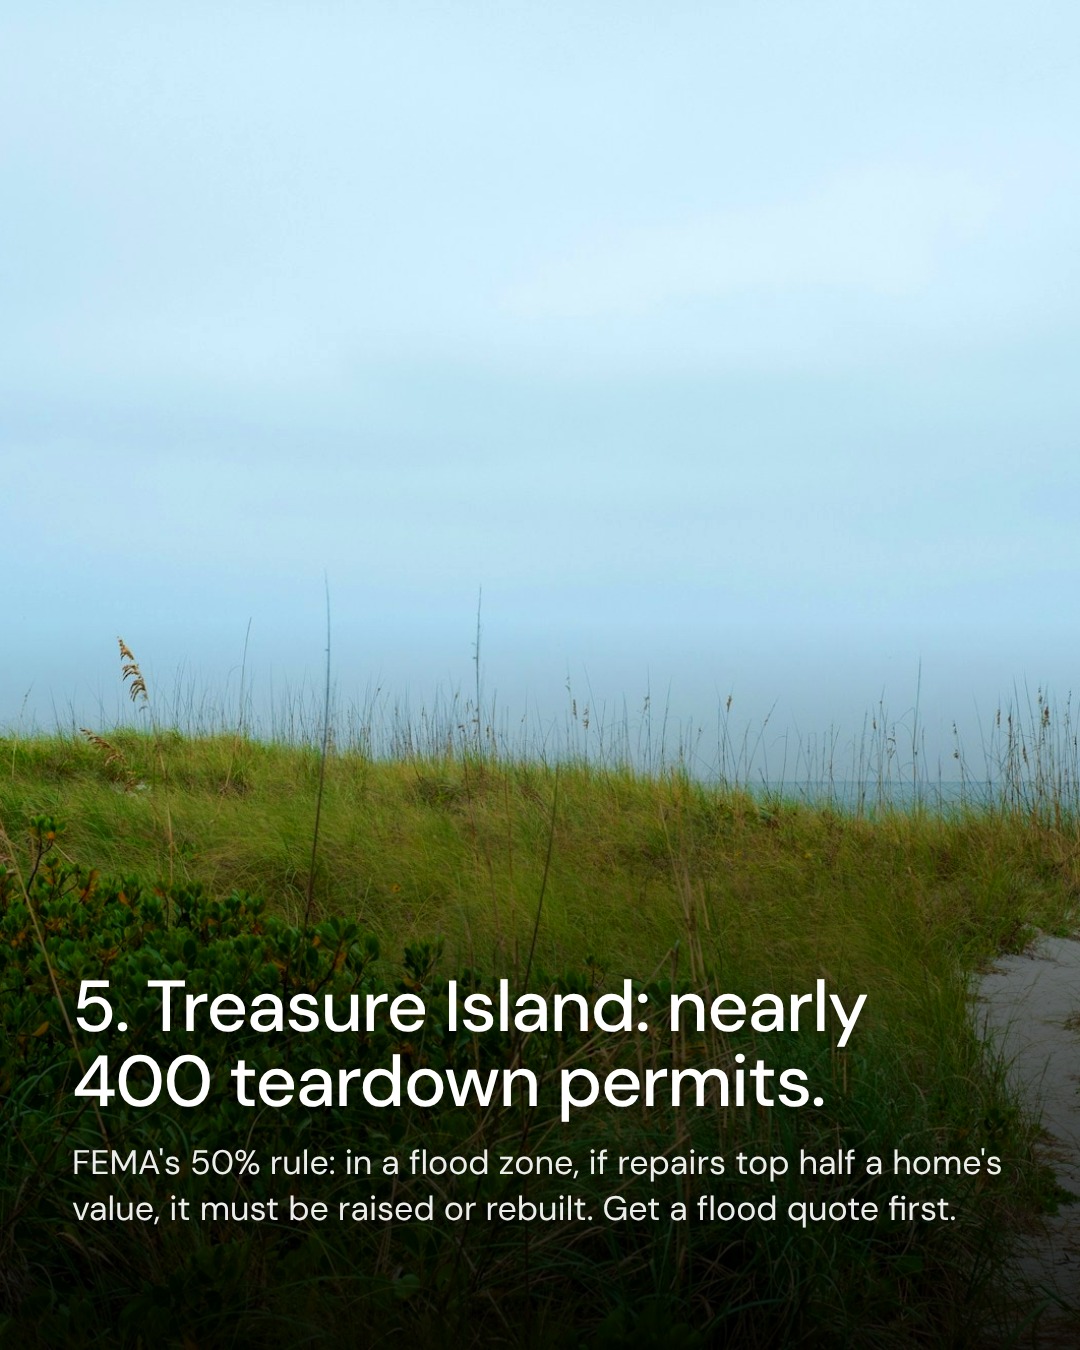 5. Treasure Island: nearly
400 teardown permits.
FEMA's 50% rule: in a flood zone, if repairs top half a home's
value, it must be raised or rebuilt. Get a flood quote first.